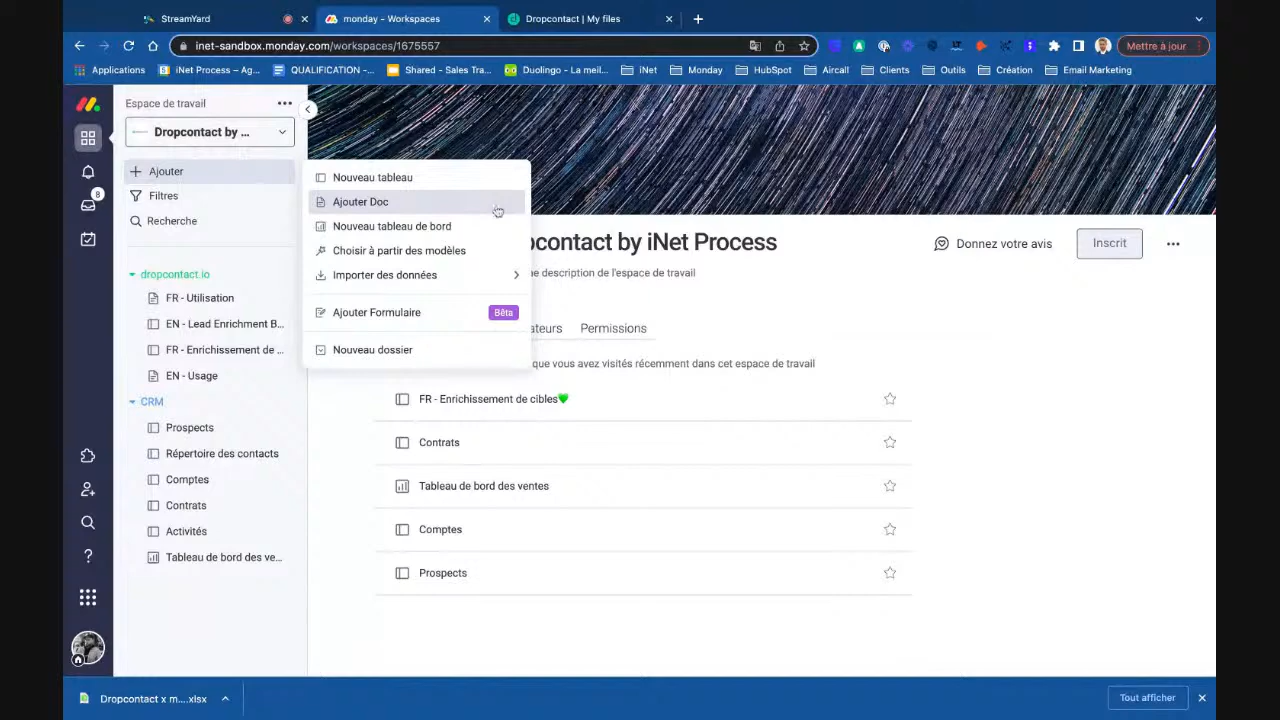 StreamYard
monday - Workspaces
Dropcontact | My files
inet-sandbox.monday.com/workspaces/1675557
Mettre à jour
Applications
iNet Process – Ag...
QUALIFICATION -...
Shared - Sales Tra...
Duolingo - La meil...
iNet
Monday
HubSpot
Aircall
Clients
Outils
Création
Email Marketing
Espace de travail
Dropcontact by ...
Ajouter
Filtres
8
Recherche
Nouveau tableau
Ajouter Doc
Nouveau tableau de bord
Choisir à partir des modèles
Importer des données
Ajouter Formulaire
Bêta
Nouveau dossier
pcontact by iNet Process
Donnez votre avis
Inscrit
ne description de l'espace de travail
ateurs
Permissions
que vous avez visités récemment dans cet espace de travail
dropcontact.io
FR - Utilisation
EN - Lead Enrichment B...
FR - Enrichissement de ...
EN - Usage
CRM
Prospects
Répertoire des contacts
Comptes
Contrats
Activités
Tableau de bord des ve...
FR - Enrichissement de cibles
Contrats
Tableau de bord des ventes
Comptes
Prospects
Dropcontact x m....xlsx
Tout afficher